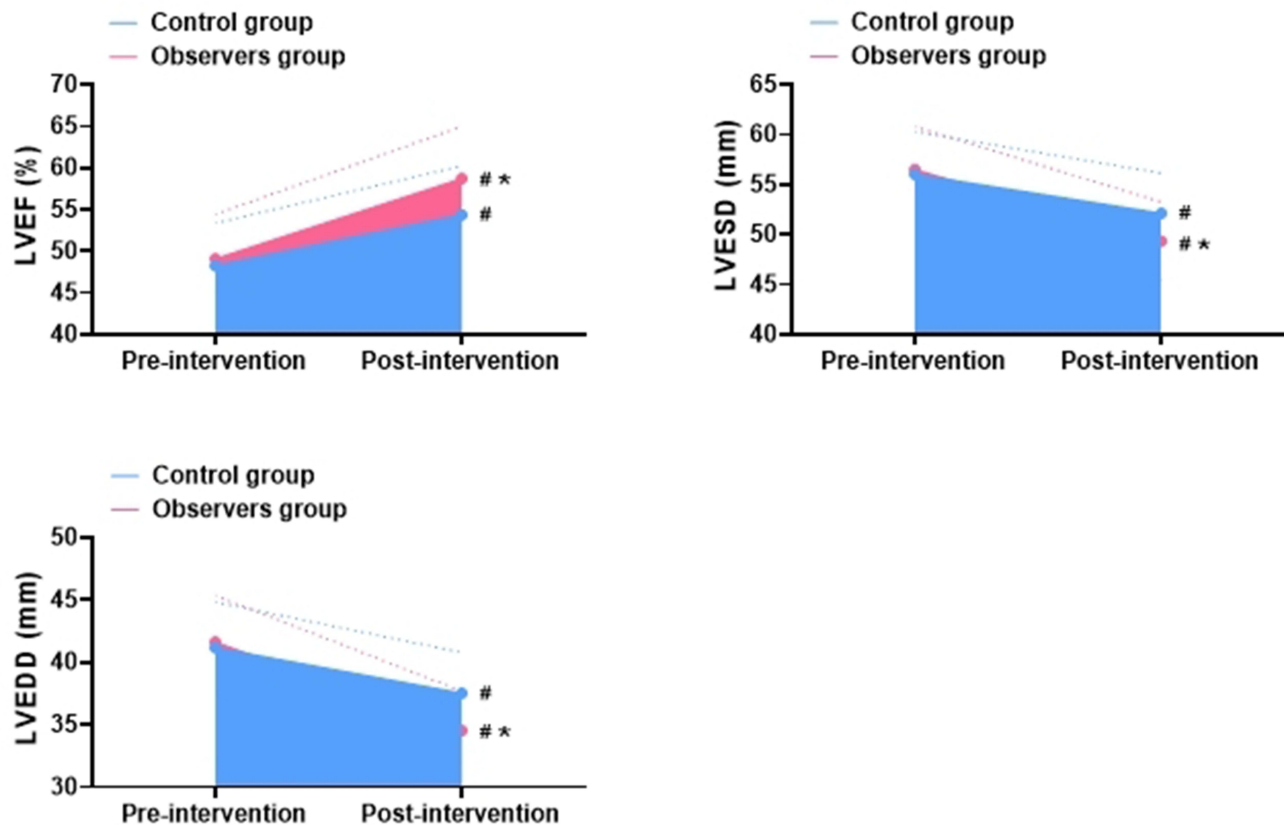 Control group
Observers group
70
65
60
55
50
45
40
LVEF (%)
# *
#
Pre-intervention Post-intervention
Control group
Observers group
65
60
55
50
45
40
LVESD (mm)
#
# *
Pre-intervention Post-intervention
Control group
Observers group
50
45
40
35
30
LVEDD (mm)
#
# *
Pre-intervention Post-intervention